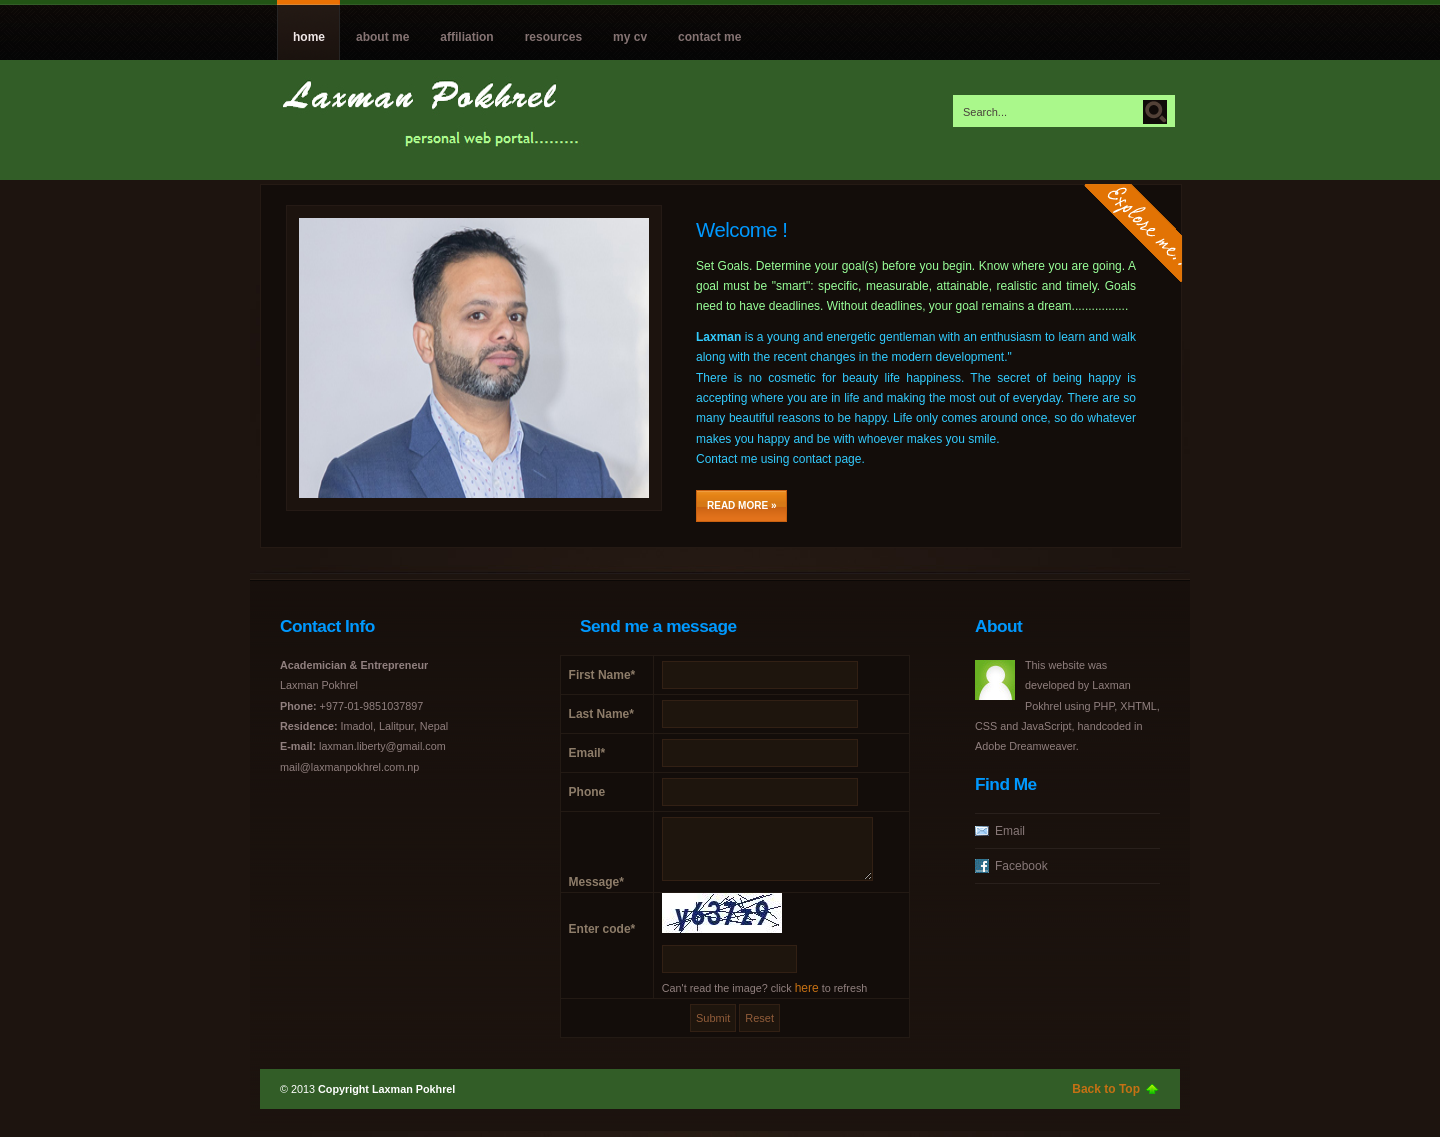 home about me affiliation resources my cv contact me
Laxman Pokhrel
personal web portal.........
Search...
Explore me..
Welcome !
Set Goals. Determine your goal(s) before you begin. Know where you are going. A
goal must be "smart": specific, measurable, attainable, realistic and timely. Goals
need to have deadlines. Without deadlines, your goal remains a dream.................
Laxman is a young and energetic gentleman with an enthusiasm to learn and walk
along with the recent changes in the modern development."
There is no cosmetic for beauty life happiness. The secret of being happy is
accepting where you are in life and making the most out of everyday. There are so
many beautiful reasons to be happy. Life only comes around once, so do whatever
makes you happy and be with whoever makes you smile.
Contact me using contact page.
READ MORE »
Contact Info
Academician & Entrepreneur
Laxman Pokhrel
Phone: +977-01-9851037897
Residence: Imadol, Lalitpur, Nepal
E-mail: laxman.liberty@gmail.com
mail@laxmanpokhrel.com.np
Send me a message
First Name*
Last Name*
Email*
Phone
Message*
Enter code*
y637z9
Can't read the image? click here to refresh
Submit Reset
About
This website was
developed by Laxman
Pokhrel using PHP, XHTML,
CSS and JavaScript, handcoded in
Adobe Dreamweaver.
Find Me
Email
Facebook
© 2013 Copyright Laxman Pokhrel
Back to Top